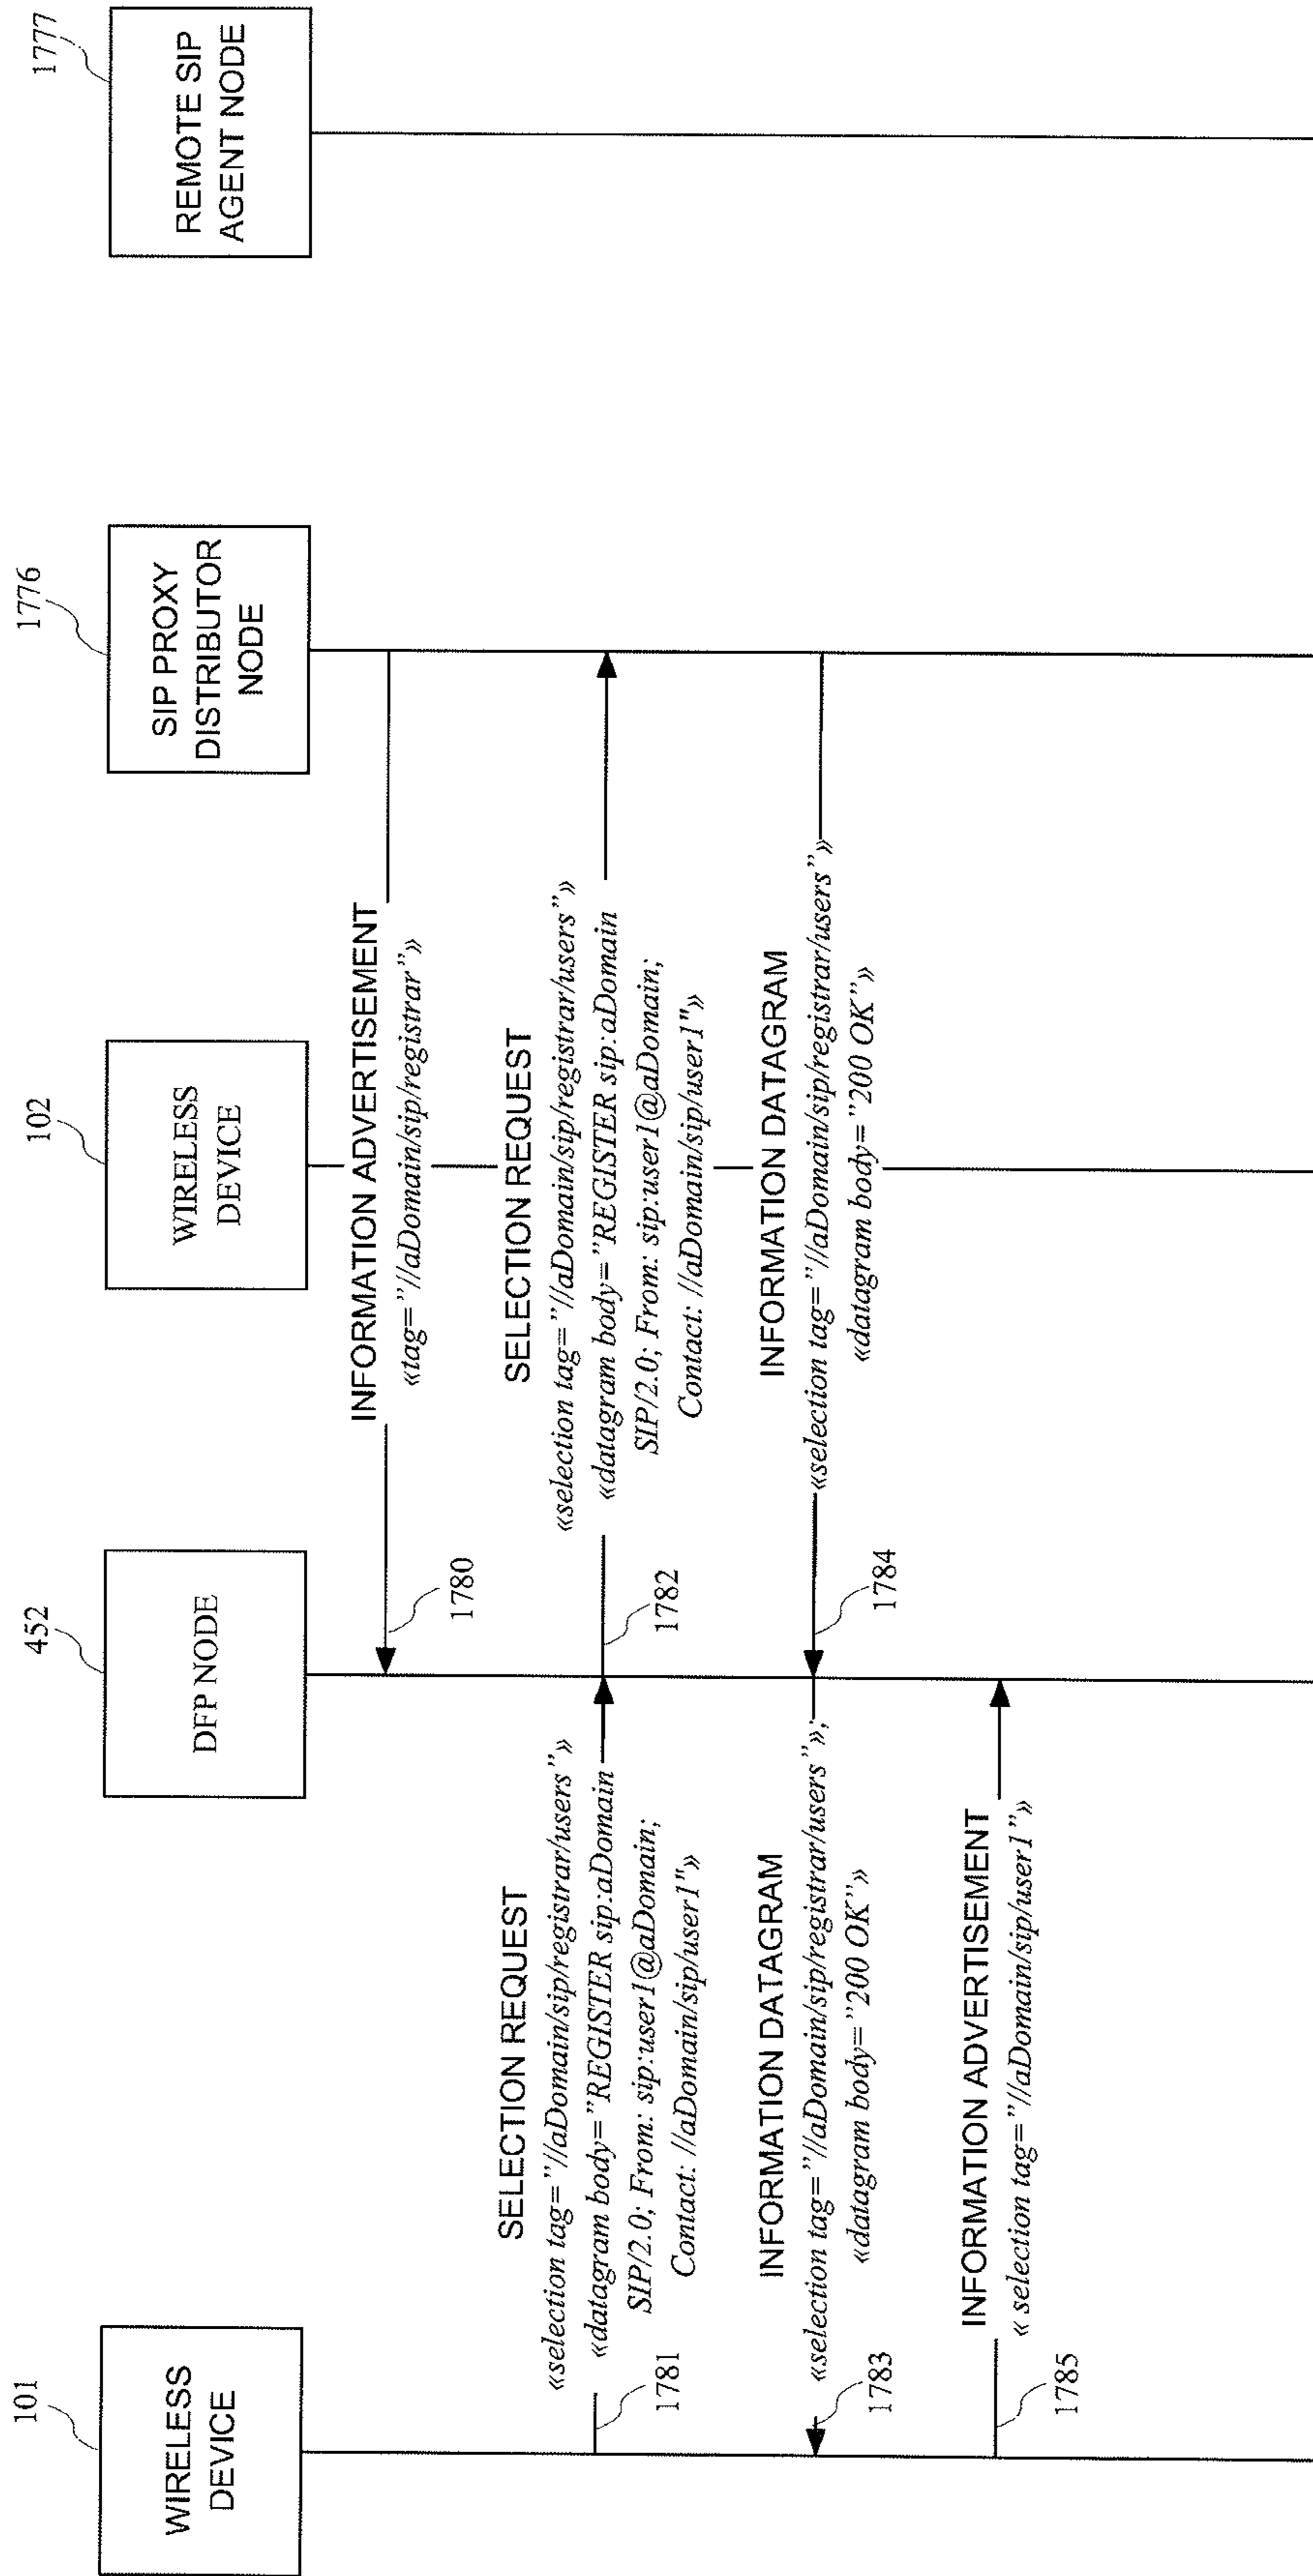 101
WIRELESS
DEVICE
452
DFP NODE
102
WIRELESS
DEVICE
1776
SIP PROXY
DISTRIBUTOR
NODE
1777
REMOTE SIP
AGENT NODE
INFORMATION ADVERTISEMENT
«tag="//aDomain/sip/registrar"»
1780
SELECTION REQUEST
«selection tag="//aDomain/sip/registrar/users"»
«datagram body="REGISTER sip:aDomain
SIP/2.0; From: sip:user1@aDomain;
Contact: //aDomain/sip/user1"»
1781
SELECTION REQUEST
«selection tag="//aDomain/sip/registrar/users"»
«datagram body="REGISTER sip:aDomain
SIP/2.0; From: sip:user1@aDomain;
Contact: //aDomain/sip/user1"»
1782
INFORMATION DATAGRAM
«selection tag="//aDomain/sip/registrar/users"»;
«datagram body="200 OK"»
1783
INFORMATION DATAGRAM
«selection tag="//aDomain/sip/registrar/users"»
«datagram body="200 OK"»
1784
INFORMATION ADVERTISEMENT
« selection tag="//aDomain/sip/user1"»
1785